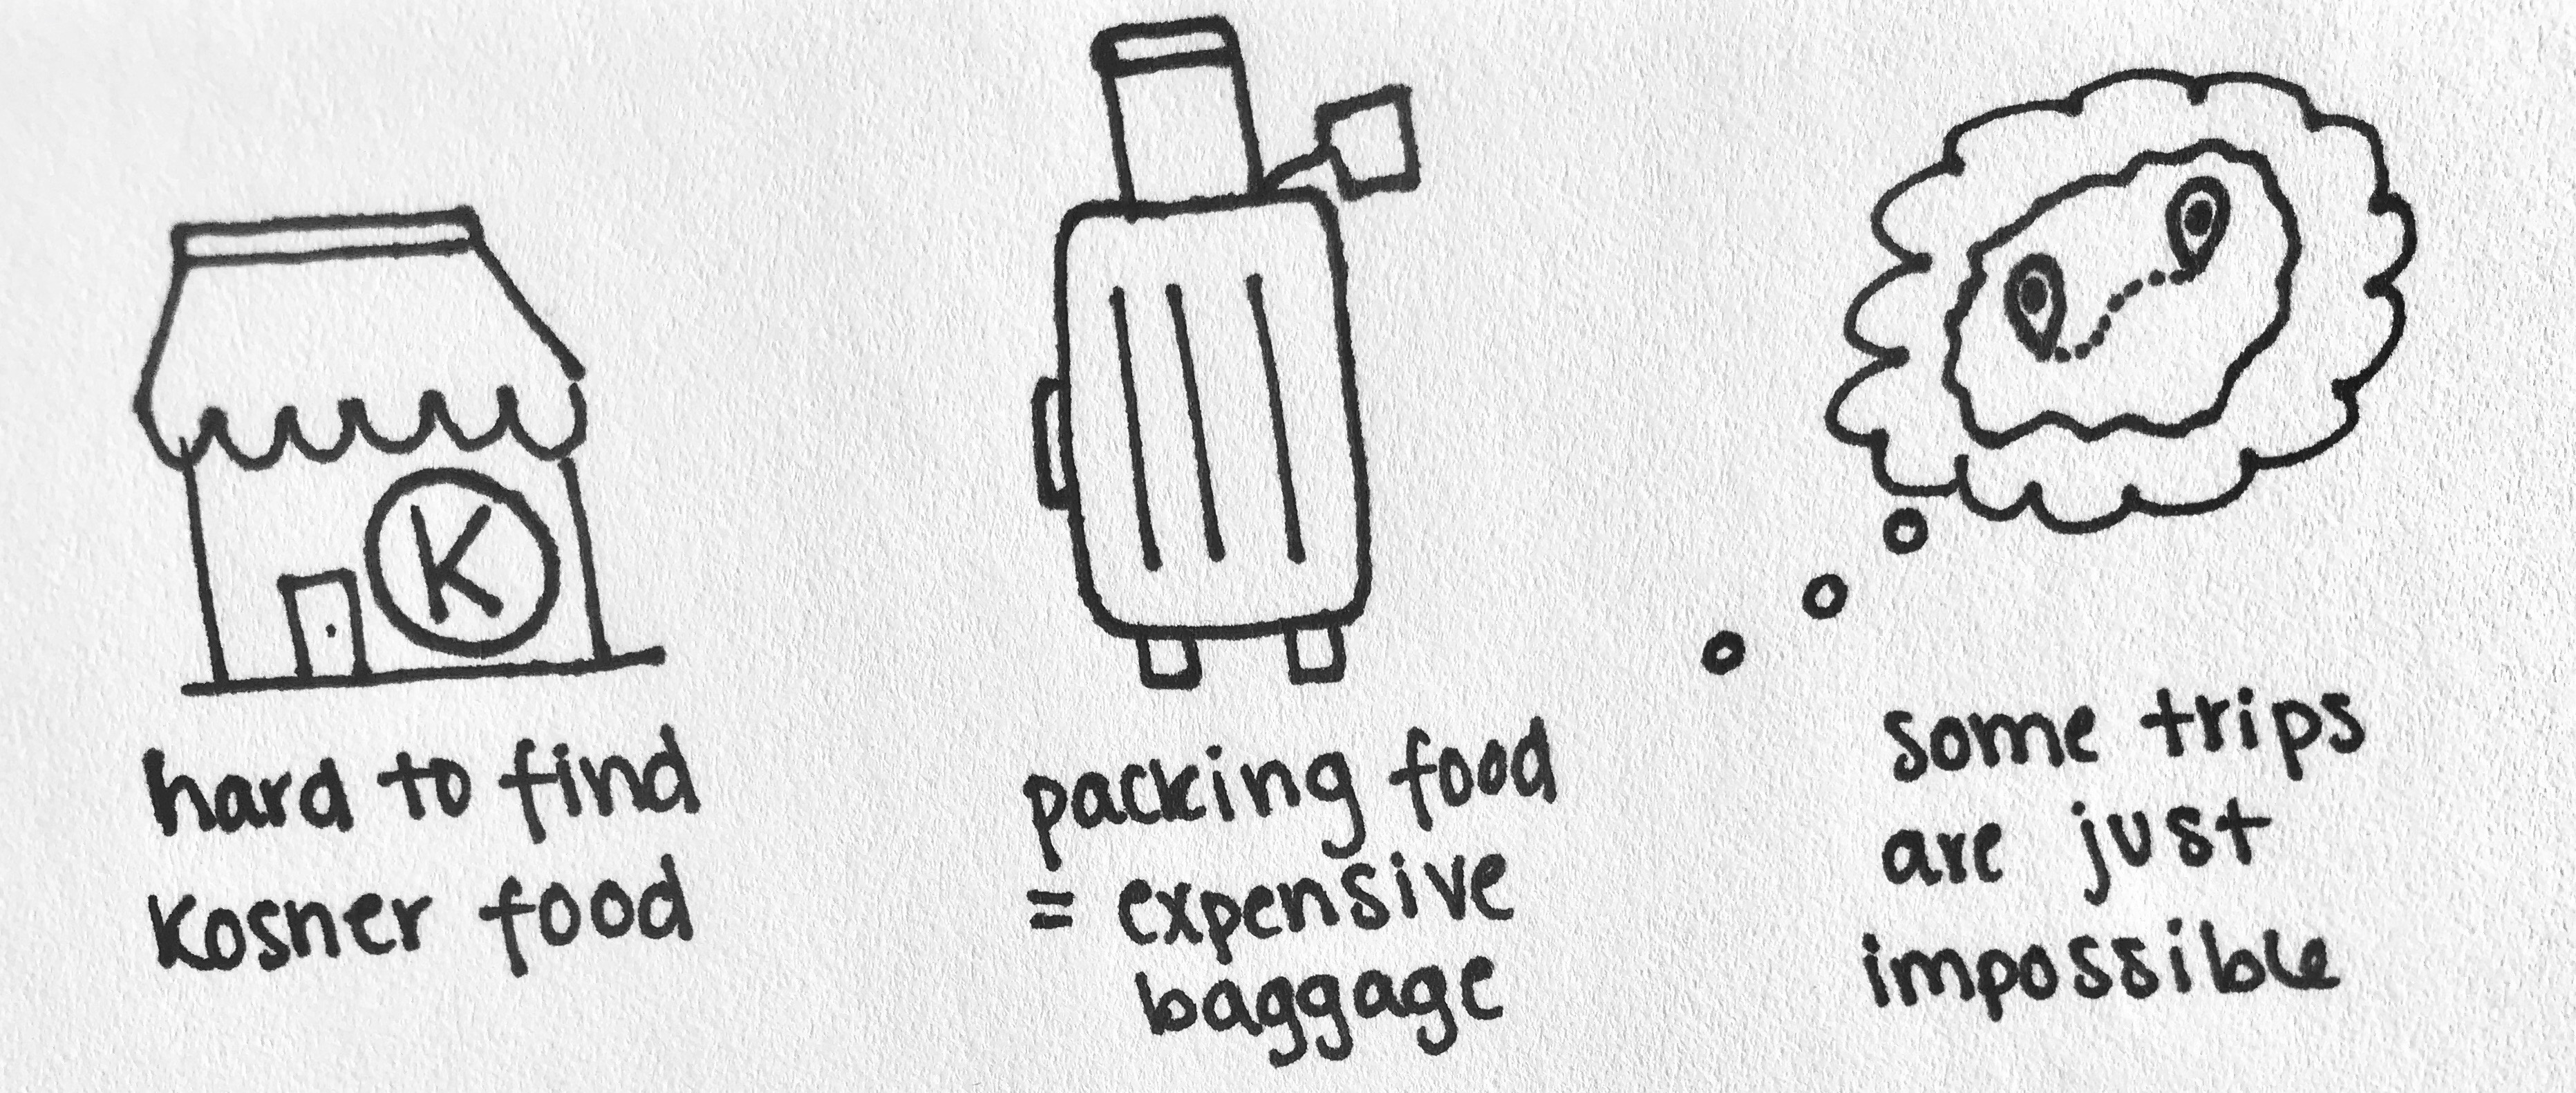 K
hard to find
kosher food
packing food
= expensive
baggage
some trips
are just
impossible